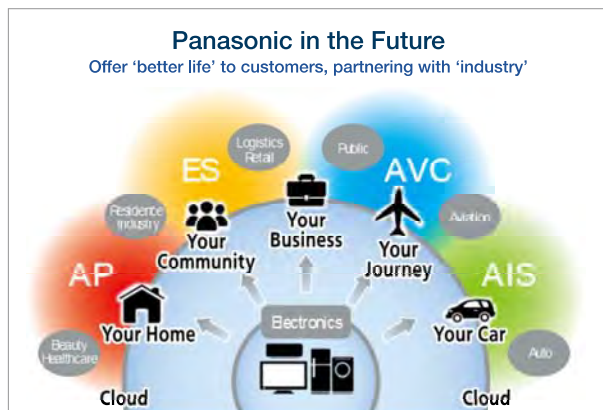 Panasonic in the Future
Offer ‘better life’ to customers, partnering with ‘industry’
Logistics
Retail
Public
ES
AVC
Residence
Industry
Your
Business
Aviation
Your
Community
Your
Journey
AP
AIS
Electronics
Your Home
Your Car
Beauty
Healthcare
Auto
Cloud
Cloud